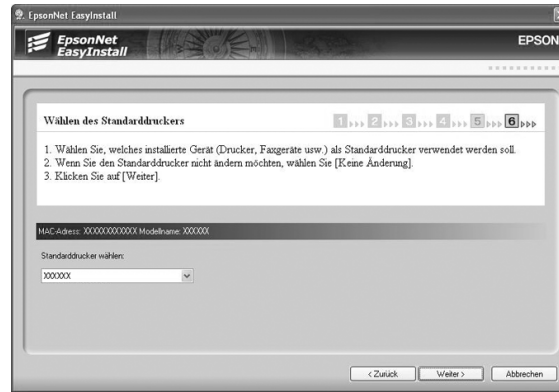 EpsonNet EasyInstall
EpsonNet
EasyInstall
EPSON
Wählen des Standarddruckers
1 2 3 4 5 6
1. Wählen Sie, welches installierte Gerät (Drucker, Faxgeräte usw.) als Standarddrucker verwendet werden soll.
2. Wenn Sie den Standarddrucker nicht ändern möchten, wählen Sie [Keine Änderung].
3. Klicken Sie auf [Weiter].
MAC-Adress: XXXXXXXXXXXX Modellname: XXXXXX
Standarddrucker wählen:
XXXXXX
< Zurück
Weiter >
Abbrechen